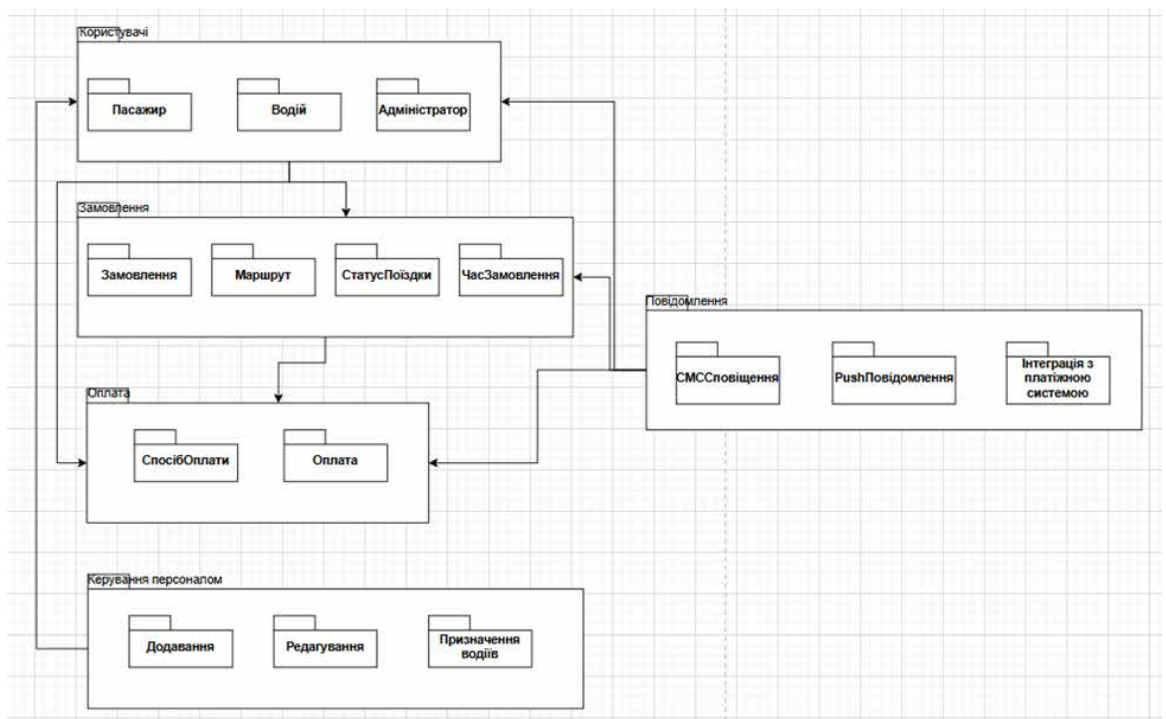 Користувачі
Пасажир
Водій
Адміністратор
Замовлення
Замовлення
Маршрут
СтатусПоїздки
ЧасЗамовлення
Повідомлення
СМССповіщення
PushПовідомлення
Інтеграція з
платіжною
системою
Оплата
СпосібОплати
Оплата
Керування персоналом
Додавання
Редагування
Призначення
водіїв